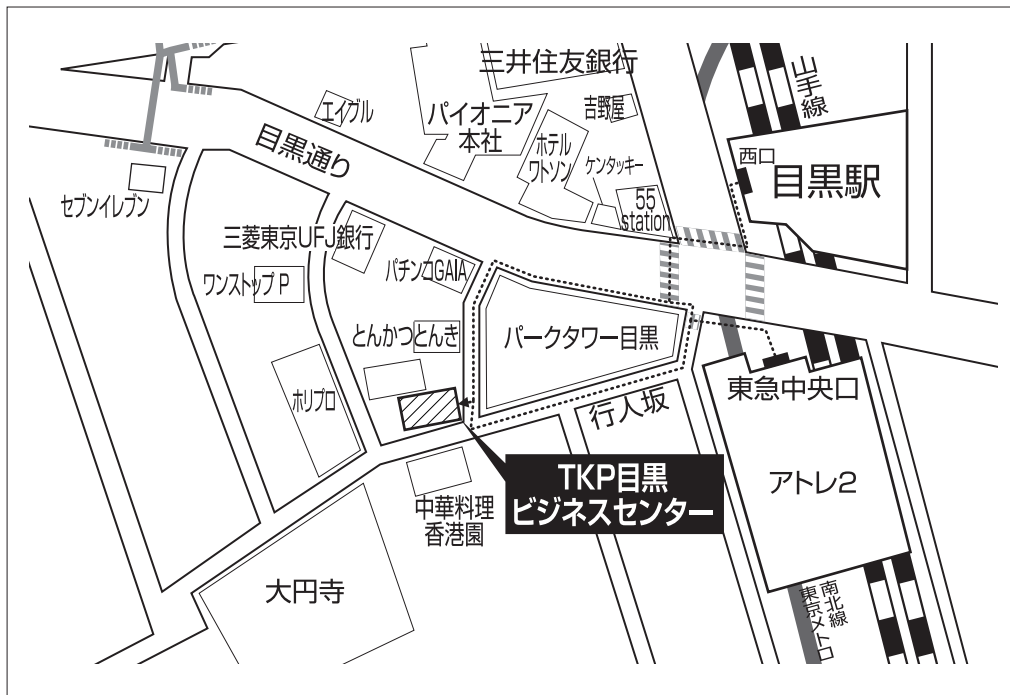 三井住友銀行
山手線
エイブル
パイオニア
本社
吉野屋
目黒通り
ホテル
ワトソン
ケンタッキー
西口
目黒駅
セブンイレブン
55
station
三菱東京UFJ銀行
ワンストップ P
パチンコGAIA
とんかつとんき
パークタワー目黒
ホリプロ
行人坂
東急中央口
TKP目黒
ビジネスセンター
アトレ2
中華料理
香港園
大円寺
南北線
東京メトロ